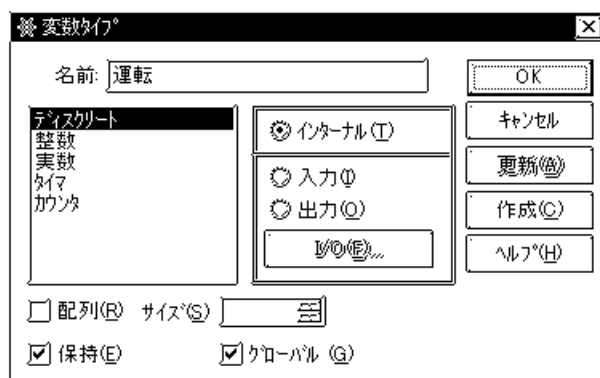 変数ﾀｲﾌﾟ
名前: 運転
OK
ﾃﾞｨｽｸﾘｰﾄ
整数
実数
ﾀｲﾏ
ｶｳﾝﾀ
ｲﾝﾀｰﾅﾙ(T)
入力(I)
出力(O)
I/O(F)...
ｷｬﾝｾﾙ
更新(A)
作成(C)
ﾍﾙﾌﾟ(H)
配列(R) ｻｲｽﾞ(S)
保持(E)
ｸﾞﾛｰﾊﾞﾙ (G)